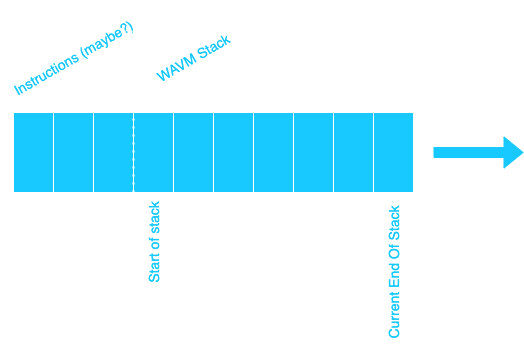 Instructions (maybe?)
WAVM Stack
Start of stack
Current End Of Stack